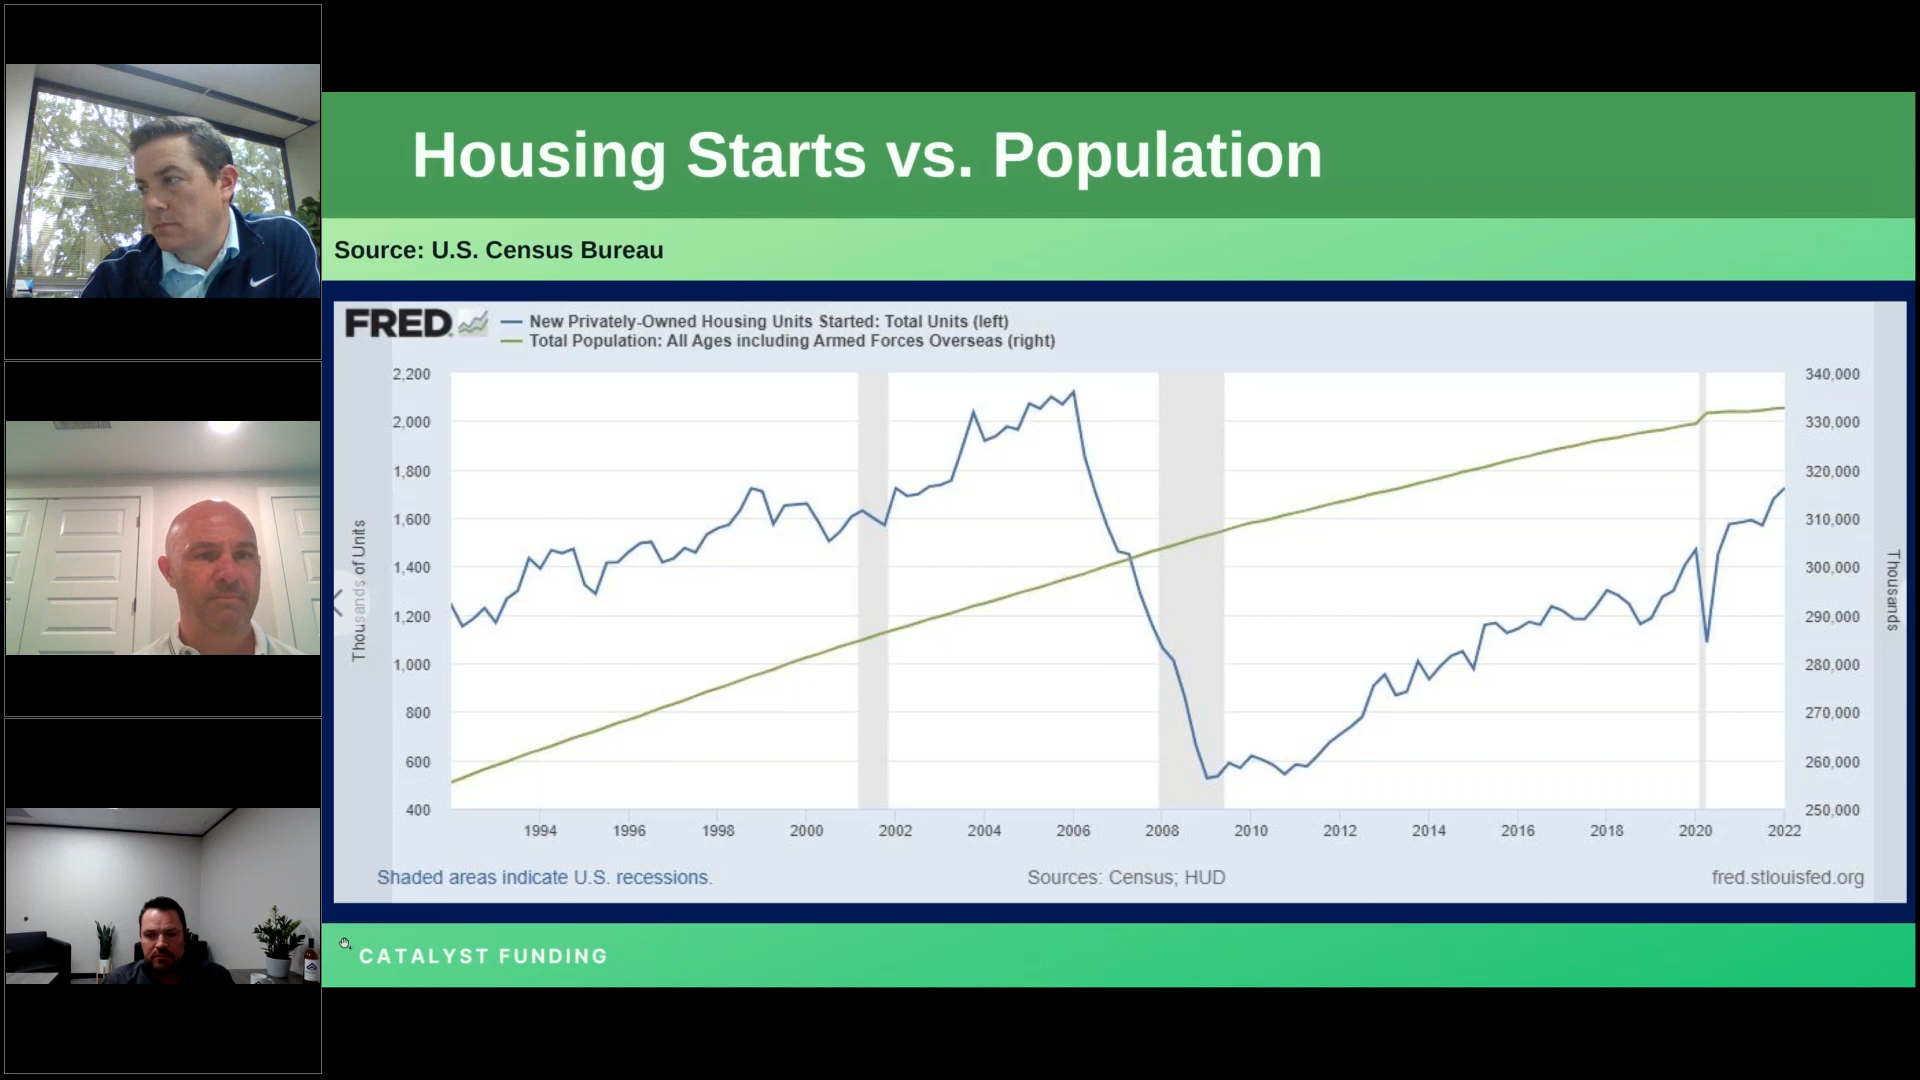 Housing Starts vs. Population
Source: U.S. Census Bureau
FRED
New Privately-Owned Housing Units Started: Total Units (left)
Total Population: All Ages including Armed Forces Overseas (right)
2,200
2,000
1,800
1,600
1,400
1,200
1,000
800
600
400
Thousands of Units
340,000
330,000
320,000
310,000
300,000
290,000
280,000
270,000
260,000
250,000
Thousands
1994 1996 1998 2000 2002 2004 2006 2008 2010 2012 2014 2016 2018 2020 2022
Shaded areas indicate U.S. recessions.
Sources: Census; HUD
fred.stlouisfed.org
CATALYST FUNDING